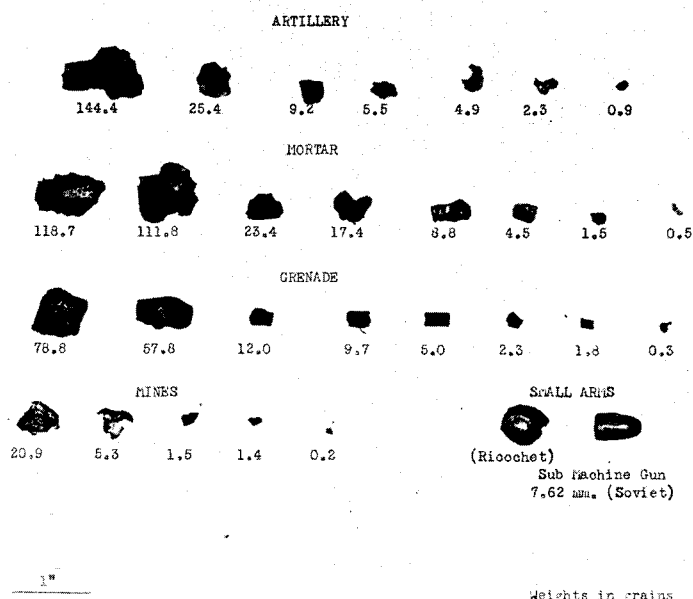 ARTILLERY
144.4 25.4 9.2 5.5 4.9 2.3 0.9
MORTAR
118.7 111.8 23.4 17.4 8.8 4.5 1.5 0.5
GRENADE
78.8 57.8 12.0 9.7 5.0 2.3 1.8 0.3
MINES SMALL ARMS
20.9 5.3 1.5 1.4 0.2
(Ricochet)
Sub Machine Gun
7.62 mm. (Soviet)
1"
Weights in grains